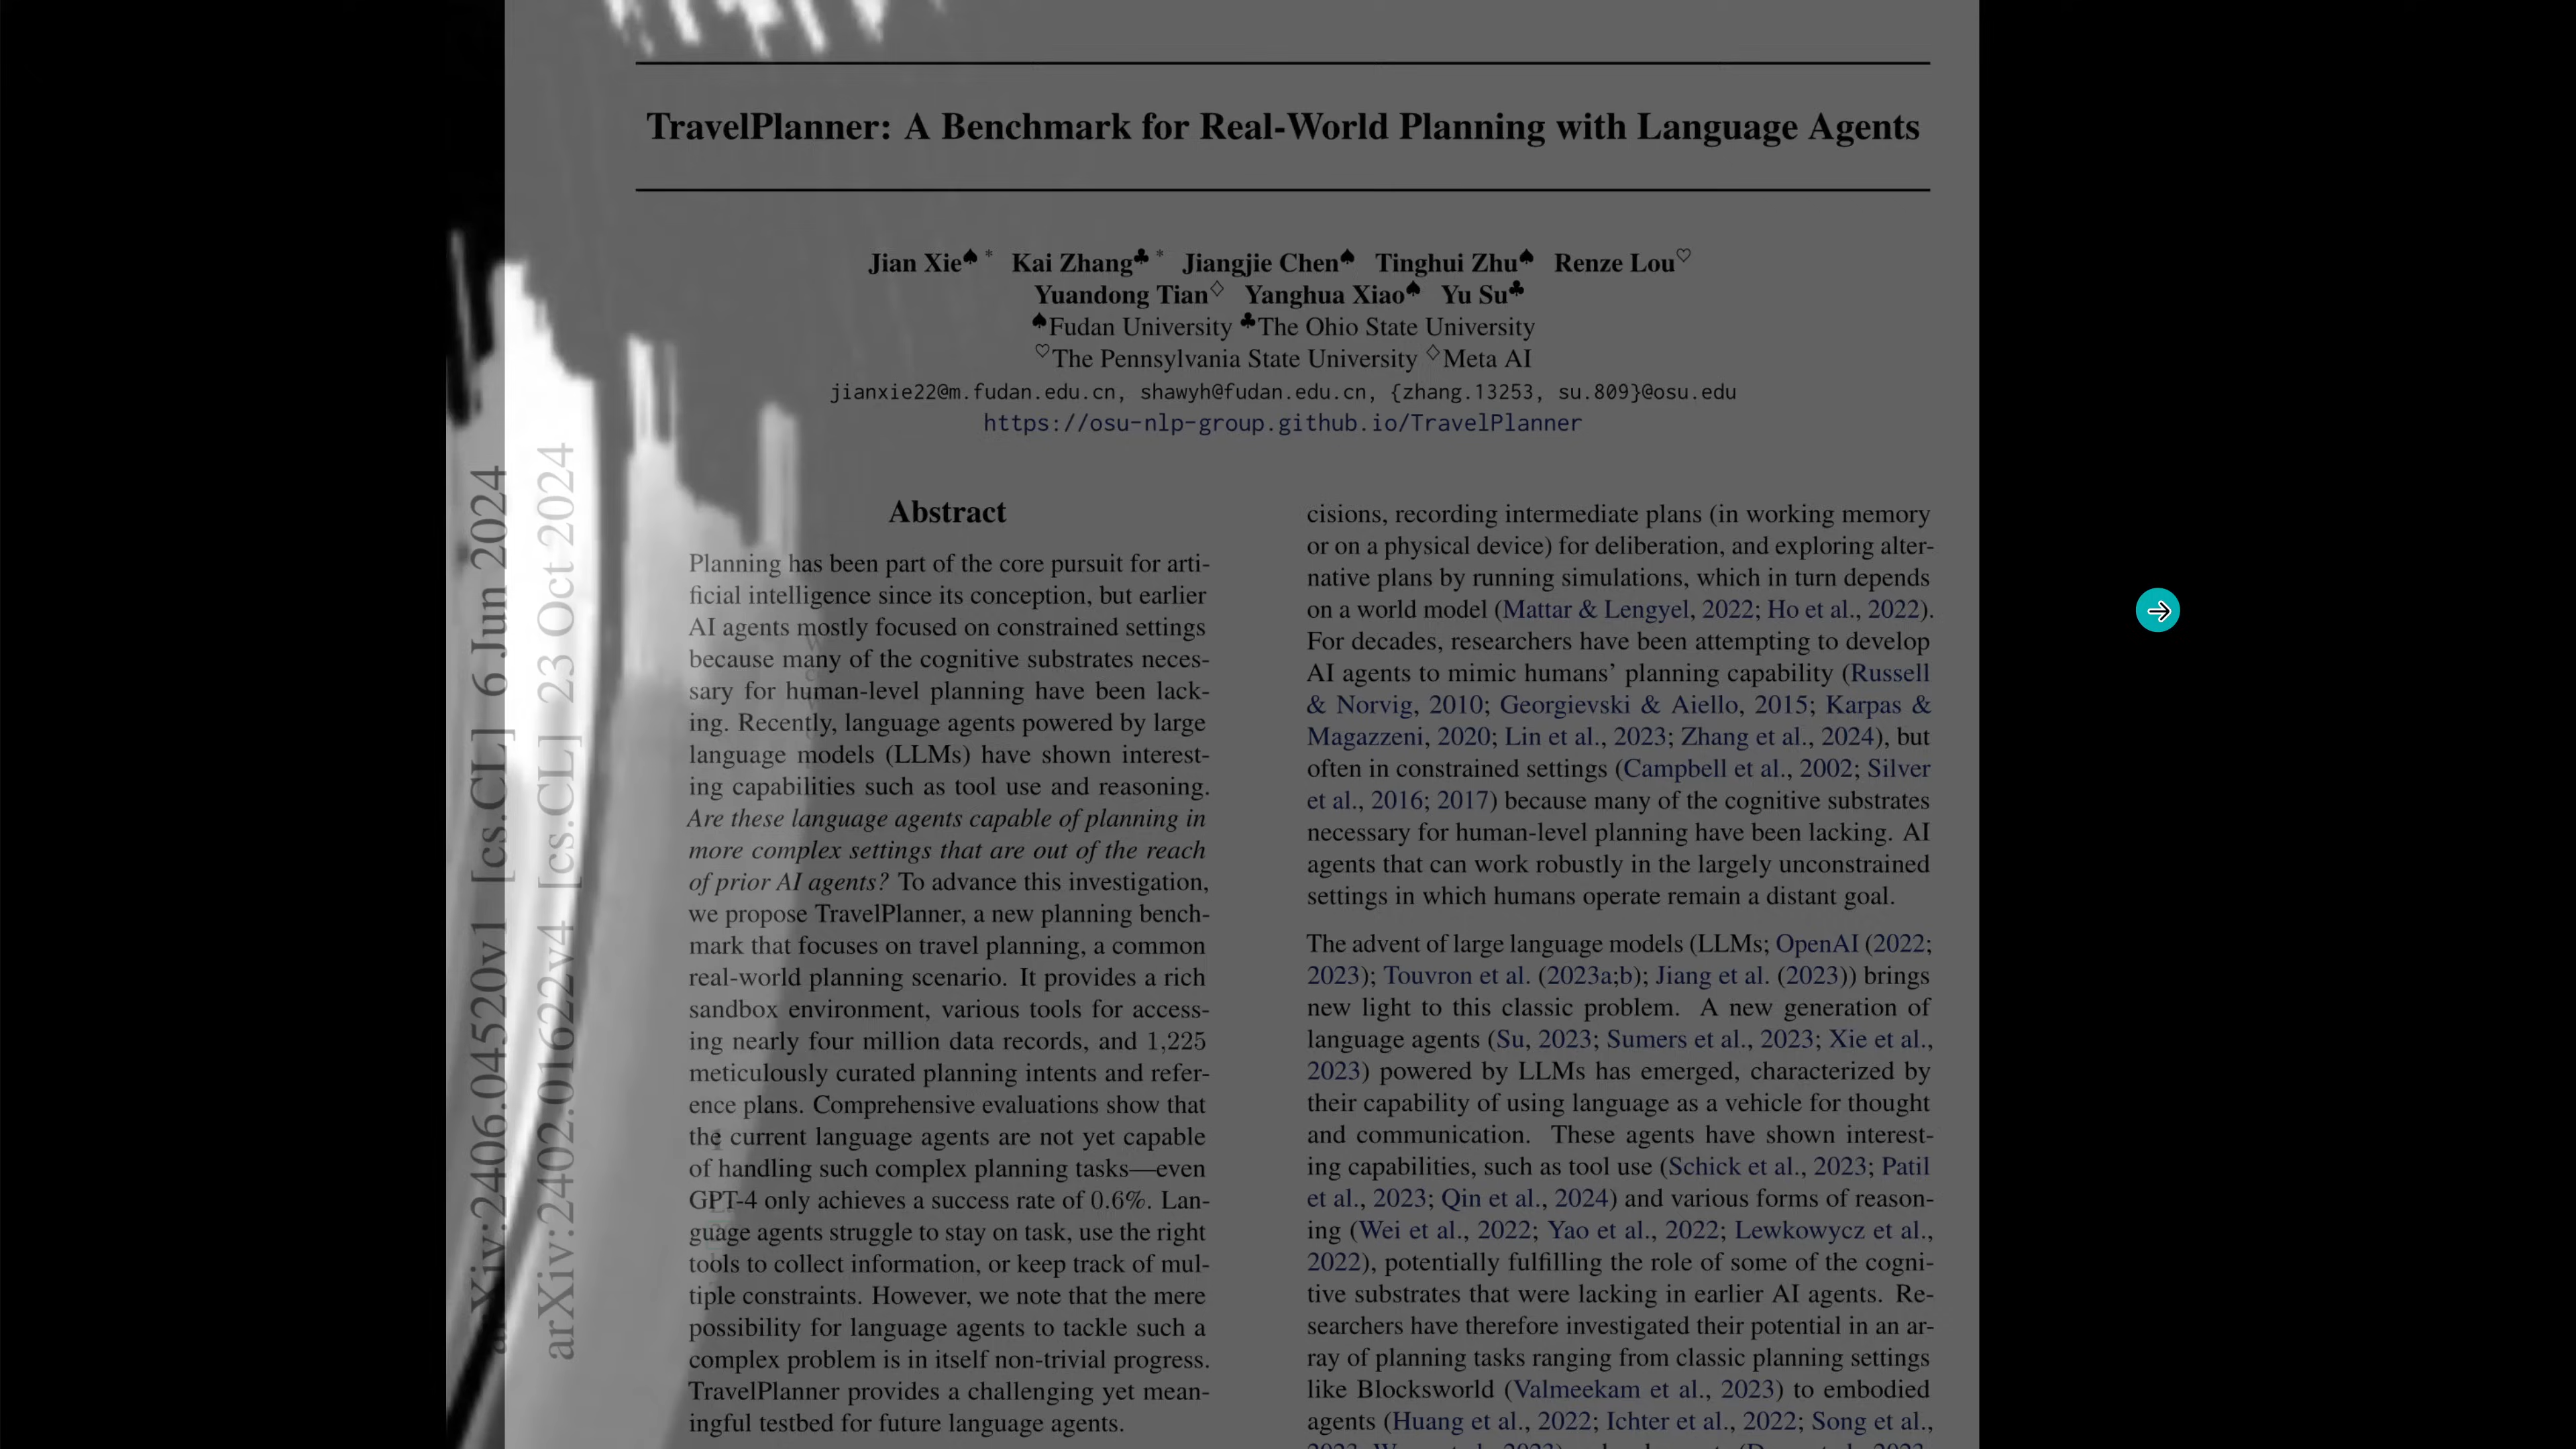 TravelPlanner: A Benchmark for Real-World Planning with Language Agents
Jian Xie♠ * Kai Zhang♣ * Jiangjie Chen♠ Tinghui Zhu♠ Renze Lou♡
Yuandong Tian♢ Yanghua Xiao♠ Yu Su♣
♠Fudan University ♣The Ohio State University
♡The Pennsylvania State University ♢Meta AI
jianxie22@m.fudan.edu.cn, shawyh@fudan.edu.cn, {zhang.13253, su.809}@osu.edu
https://osu-nlp-group.github.io/TravelPlanner
arXiv:2406.04520v1 [cs.CL] 6 Jun 2024
arXiv:2402.01622v4 [cs.CL] 23 Oct 2024
Abstract
Planning has been part of the core pursuit for arti-
ficial intelligence since its conception, but earlier
AI agents mostly focused on constrained settings
because many of the cognitive substrates neces-
sary for human-level planning have been lack-
ing. Recently, language agents powered by large
language models (LLMs) have shown interest-
ing capabilities such as tool use and reasoning.
Are these language agents capable of planning in
more complex settings that are out of the reach
of prior AI agents? To advance this investigation,
we propose TravelPlanner, a new planning bench-
mark that focuses on travel planning, a common
real-world planning scenario. It provides a rich
sandbox environment, various tools for access-
ing nearly four million data records, and 1,225
meticulously curated planning intents and refer-
ence plans. Comprehensive evaluations show that
the current language agents are not yet capable
of handling such complex planning tasks—even
GPT-4 only achieves a success rate of 0.6%. Lan-
guage agents struggle to stay on task, use the right
tools to collect information, or keep track of mul-
tiple constraints. However, we note that the mere
possibility for language agents to tackle such a
complex problem is in itself non-trivial progress.
TravelPlanner provides a challenging yet mean-
ingful testbed for future language agents.
cisions, recording intermediate plans (in working memory
or on a physical device) for deliberation, and exploring alter-
native plans by running simulations, which in turn depends
on a world model (Mattar & Lengyel, 2022; Ho et al., 2022).
For decades, researchers have been attempting to develop
AI agents to mimic humans’ planning capability (Russell
& Norvig, 2010; Georgievski & Aiello, 2015; Karpas &
Magazzeni, 2020; Lin et al., 2023; Zhang et al., 2024), but
often in constrained settings (Campbell et al., 2002; Silver
et al., 2016; 2017) because many of the cognitive substrates
necessary for human-level planning have been lacking. AI
agents that can work robustly in the largely unconstrained
settings in which humans operate remain a distant goal.
The advent of large language models (LLMs; OpenAI (2022;
2023); Touvron et al. (2023a;b); Jiang et al. (2023)) brings
new light to this classic problem. A new generation of
language agents (Su, 2023; Sumers et al., 2023; Xie et al.,
2023) powered by LLMs has emerged, characterized by
their capability of using language as a vehicle for thought
and communication. These agents have shown interest-
ing capabilities, such as tool use (Schick et al., 2023; Patil
et al., 2023; Qin et al., 2024) and various forms of reason-
ing (Wei et al., 2022; Yao et al., 2022; Lewkowycz et al.,
2022), potentially fulfilling the role of some of the cogni-
tive substrates that were lacking in earlier AI agents. Re-
searchers have therefore investigated their potential in an ar-
ray of planning tasks ranging from classic planning settings
like Blocksworld (Valmeekam et al., 2023) to embodied
agents (Huang et al., 2022; Ichter et al., 2022; Song et al.,